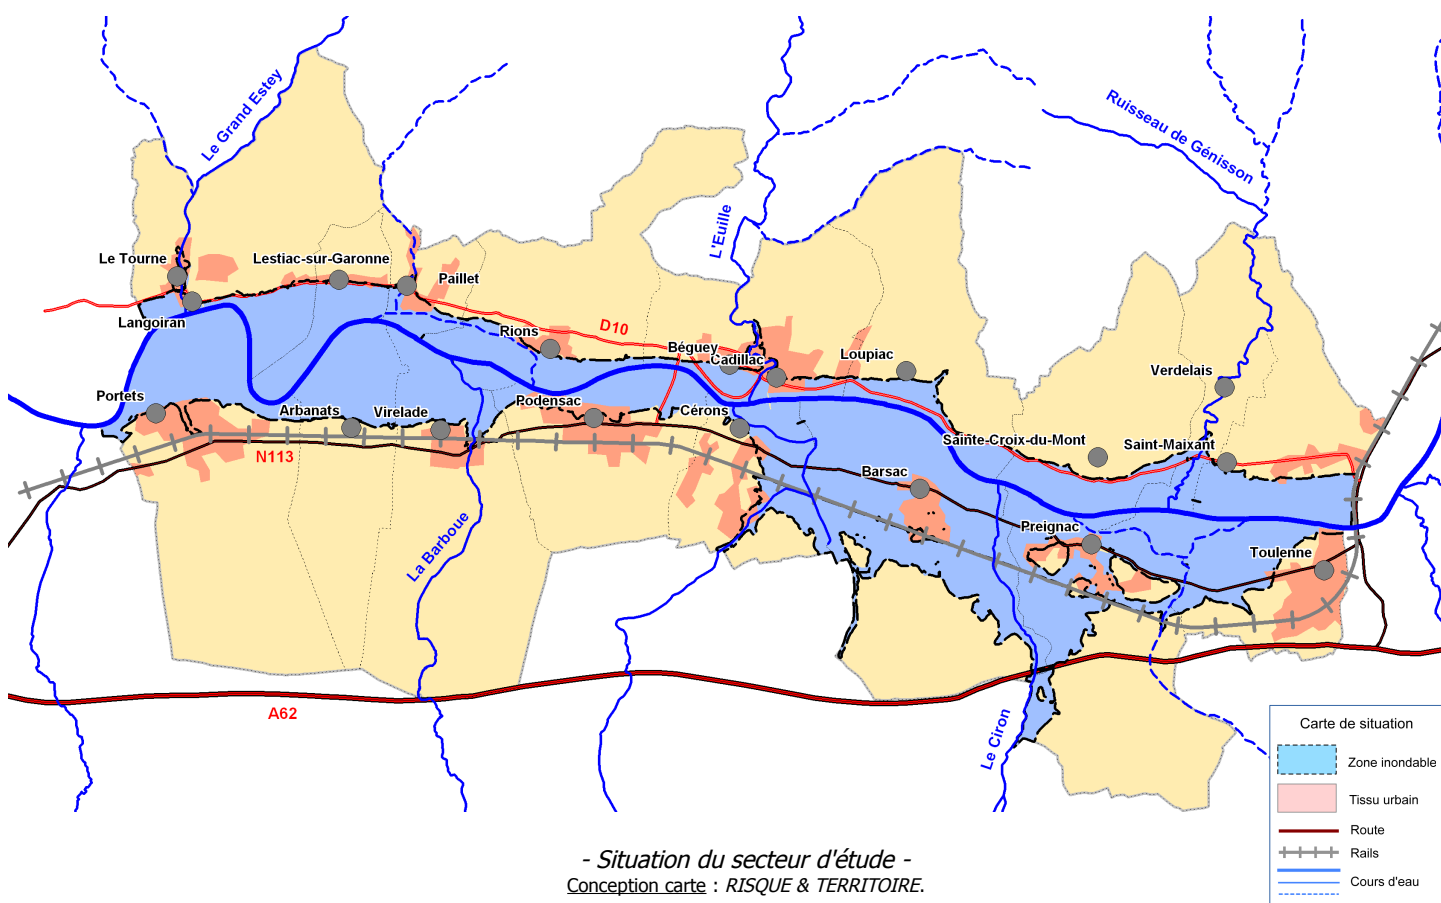 Le Grand Estey
Ruisseau de Génisson
L'Euille
Le Tourne
Lestiac-sur-Garonne
Paillet
Langoiran
Rions
D10
Béguey
Cadillac
Loupiac
Verdelais
Portets
Arbanats
Virelade
Podensac
Cérons
Sainte-Croix-du-Mont
Saint-Maixant
N113
Barsac
Preignac
Toulenne
La Barboue
A62
Le Ciron
Carte de situation
Zone inondable
Tissu urbain
Route
Rails
Cours d'eau
- Situation du secteur d'étude -
Conception carte : RISQUE & TERRITOIRE.